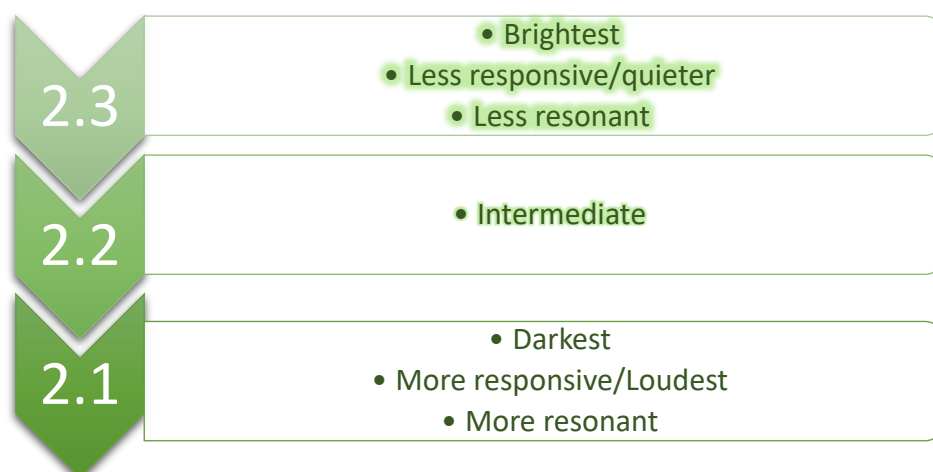 2.3
• Brightest
• Less responsive/quieter
• Less resonant
2.2
• Intermediate
2.1
• Darkest
• More responsive/Loudest
• More resonant